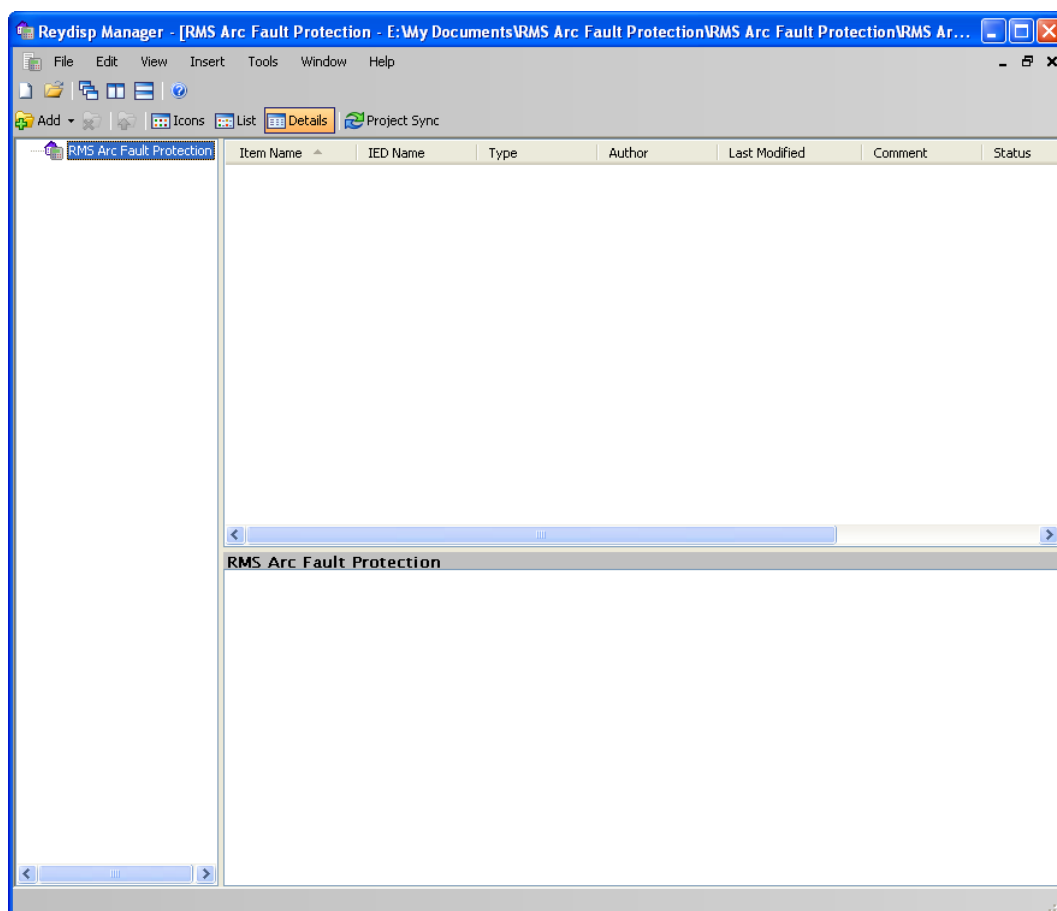 Reydisp Manager - [RMS Arc Fault Protection - E:\My Documents\RMS Arc Fault Protection\RMS Arc Fault Protection\RMS Ar...
File Edit View Insert Tools Window Help
Add Icons List Details Project Sync
RMS Arc Fault Protection
Item Name IED Name Type Author Last Modified Comment Status
RMS Arc Fault Protection